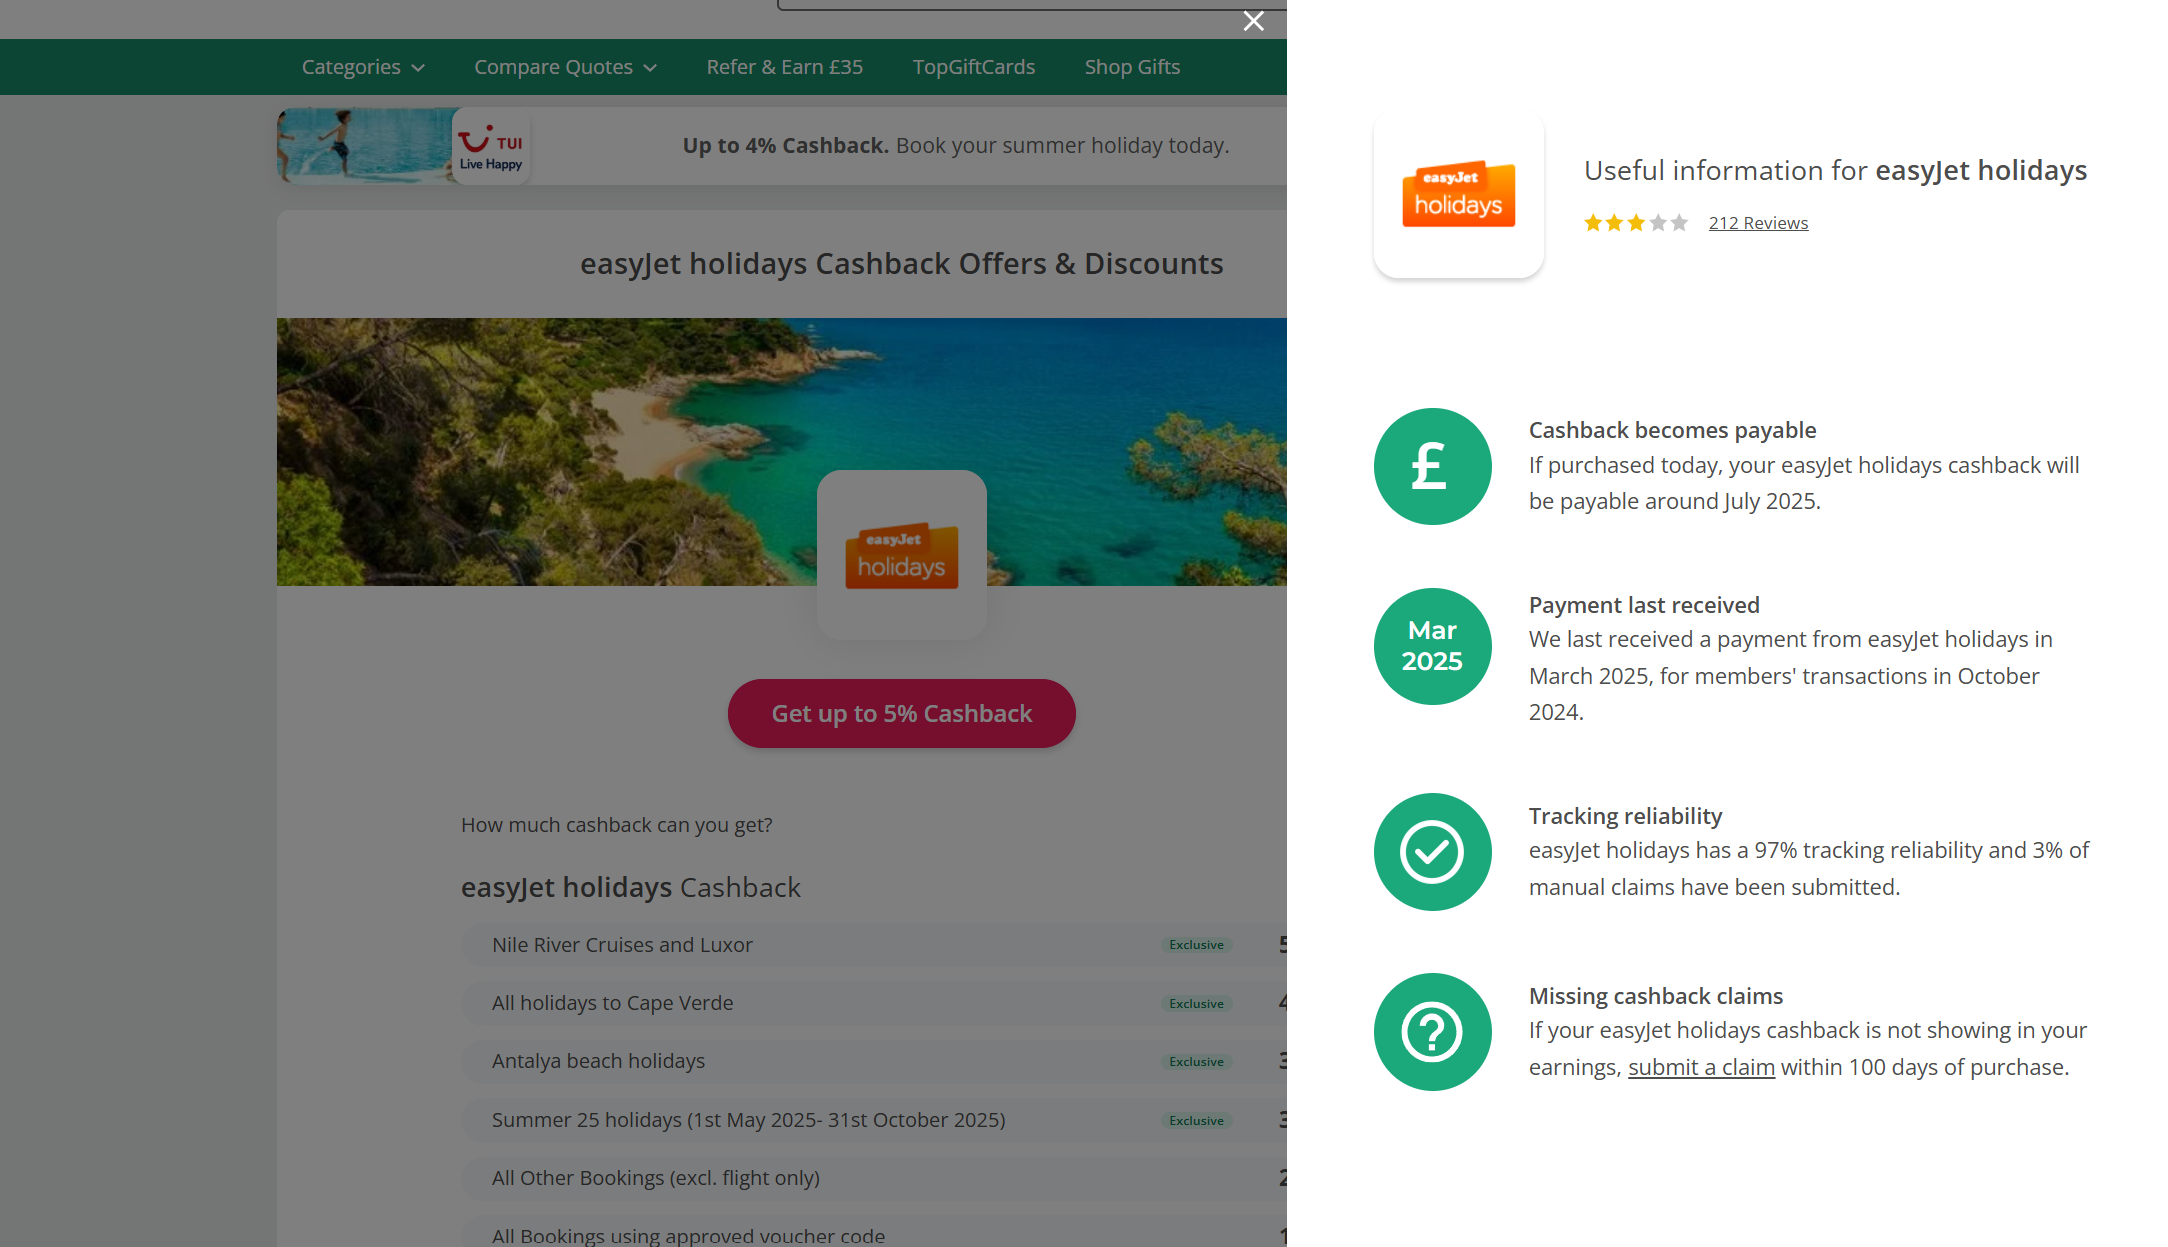 Categories
Compare Quotes
Refer & Earn £35
TopGiftCards
Shop Gifts
TUI
Live Happy
Up to 4% Cashback. Book your summer holiday today.
easyJet holidays Cashback Offers & Discounts
easyJet
holidays
Get up to 5% Cashback
How much cashback can you get?
easyJet holidays Cashback
Nile River Cruises and Luxor Exclusive 5
All holidays to Cape Verde Exclusive 4
Antalya beach holidays Exclusive 3
Summer 25 holidays (1st May 2025- 31st October 2025) Exclusive 3
All Other Bookings (excl. flight only) 2
All Bookings using approved voucher code 1
easyJet
holidays
Useful information for easyJet holidays
212 Reviews
£
Cashback becomes payable
If purchased today, your easyJet holidays cashback will
be payable around July 2025.
Mar
2025
Payment last received
We last received a payment from easyJet holidays in
March 2025, for members' transactions in October
2024.
Tracking reliability
easyJet holidays has a 97% tracking reliability and 3% of
manual claims have been submitted.
?
Missing cashback claims
If your easyJet holidays cashback is not showing in your
earnings, submit a claim within 100 days of purchase.